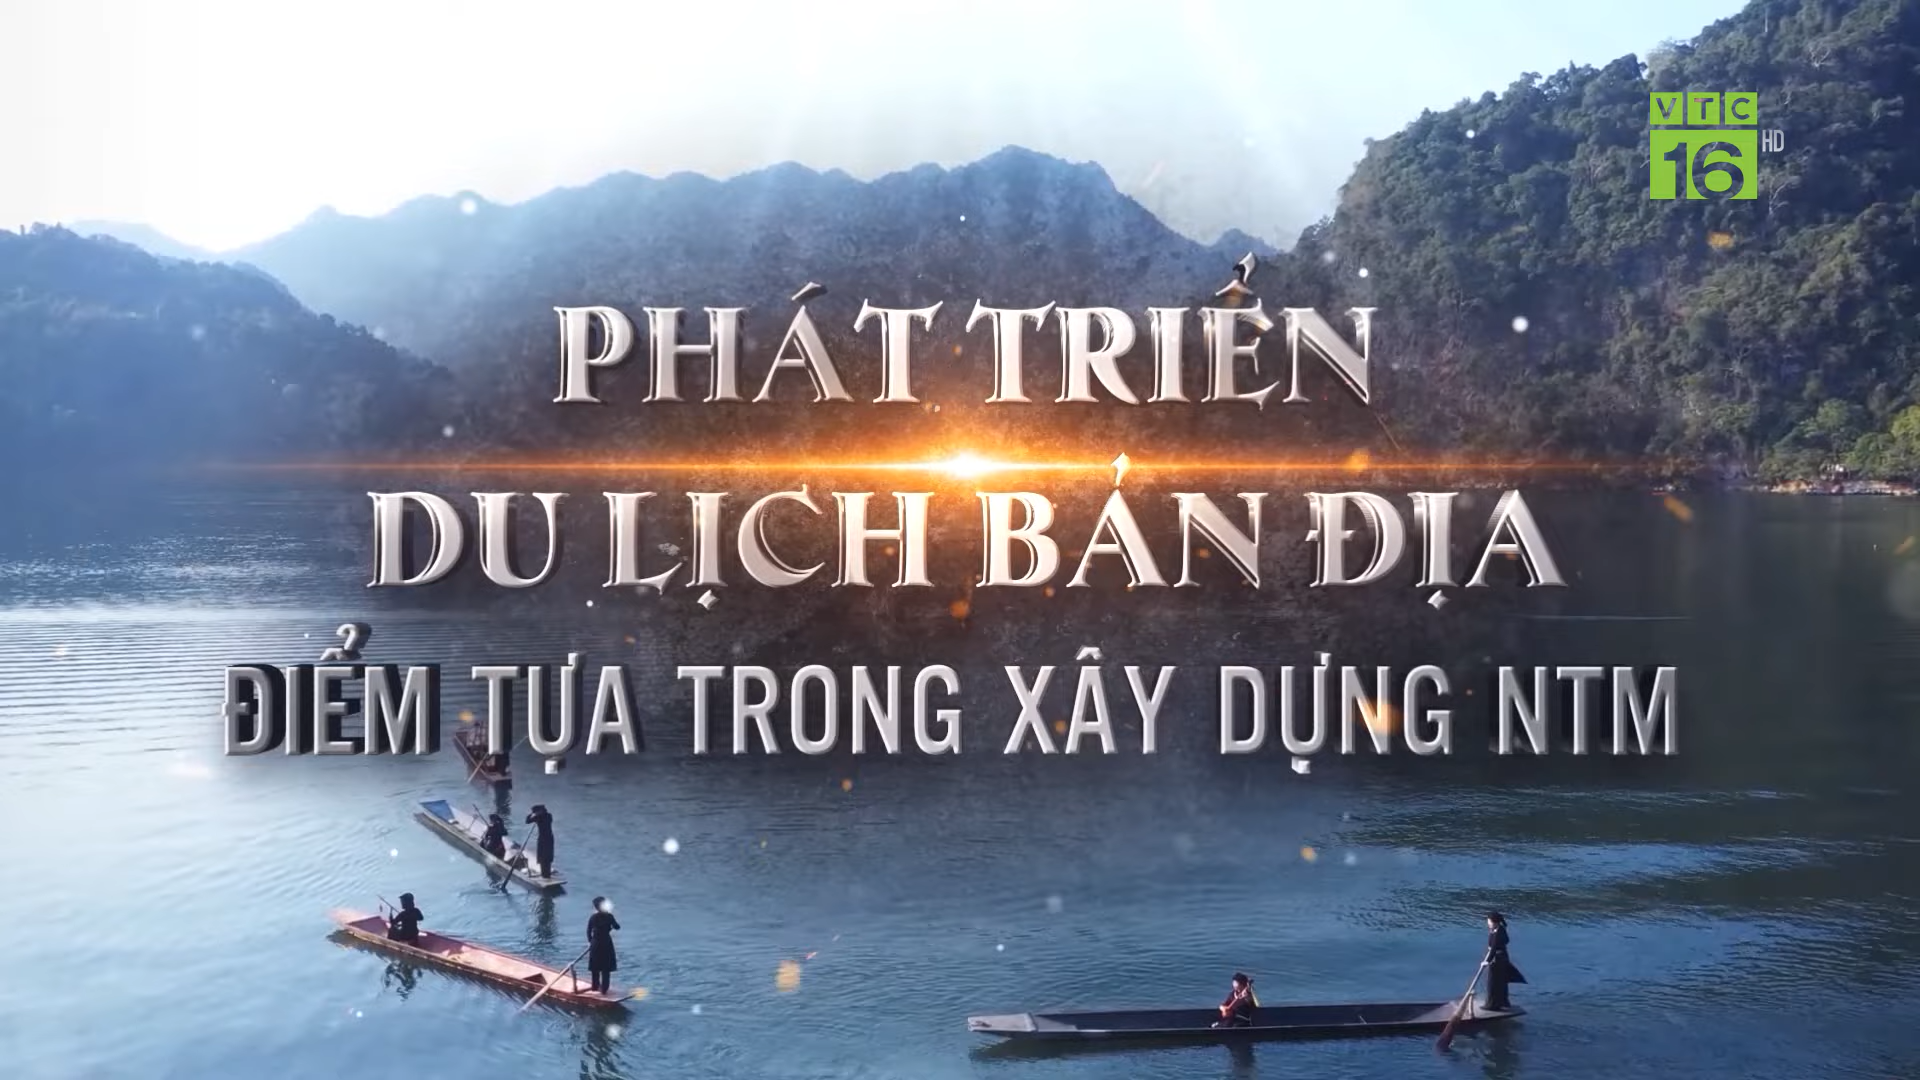 VTC
16 HD
PHÁT TRIỂN
DU LỊCH BẢN ĐỊA
ĐIỂM TỰA TRONG XÂY DỰNG NTM